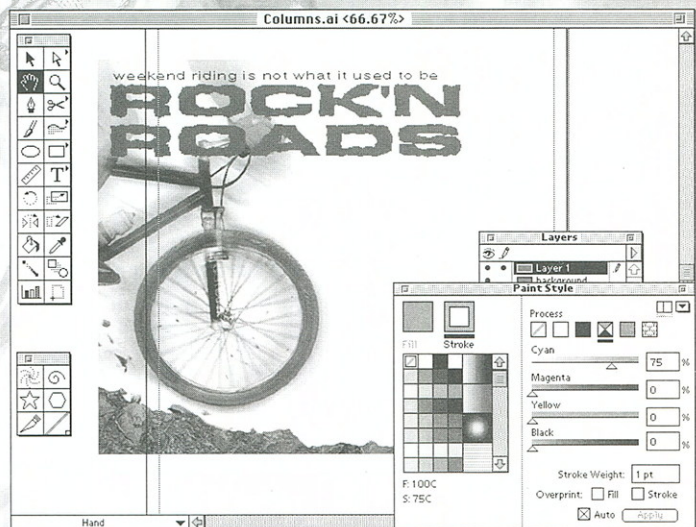 Columns.ai <66.67%>
weekend riding is not what it used to be
ROCK'N
ROADS
Layers
Layer 1
background
Paint Style
Fill
Stroke
Process
Cyan
75 %
Magenta
0 %
Yellow
0 %
Black
0 %
F: 100C
S: 75C
Stroke Weight: 1 pt
Overprint: Fill Stroke
Auto Apply
Hand